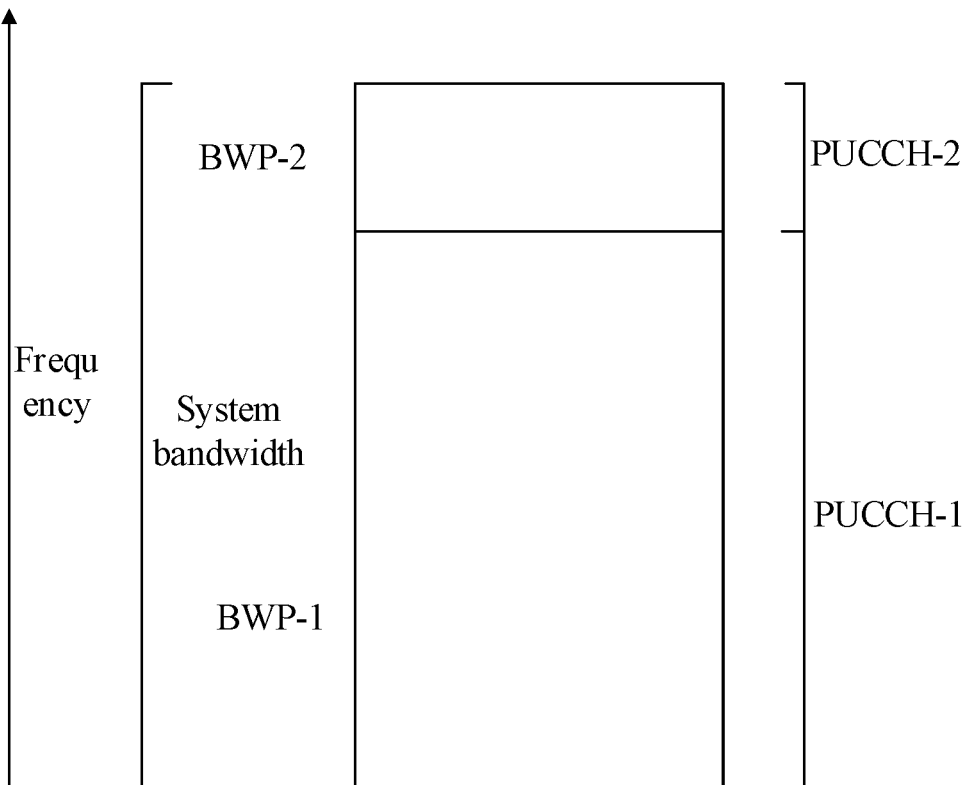 BWP-2
PUCCH-2
Frequ
ency
System
bandwidth
PUCCH-1
BWP-1